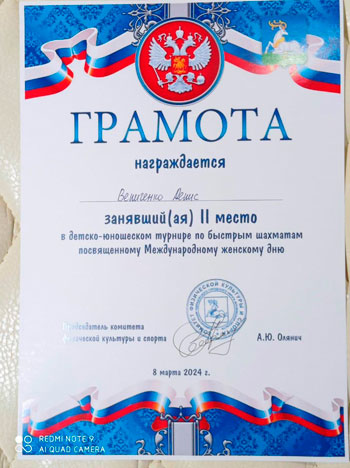 ГРАМОТА
награждается
Величенко Денис
занявший(ая) II место
в детско-юношеском турнире по быстрым шахматам
посвященному Международному женскому дню
Председатель комитета
физической культуры и спорта
А.Ю. Олянич
8 марта 2024 г.
REDMI NOTE 9
AI QUAD CAMERA